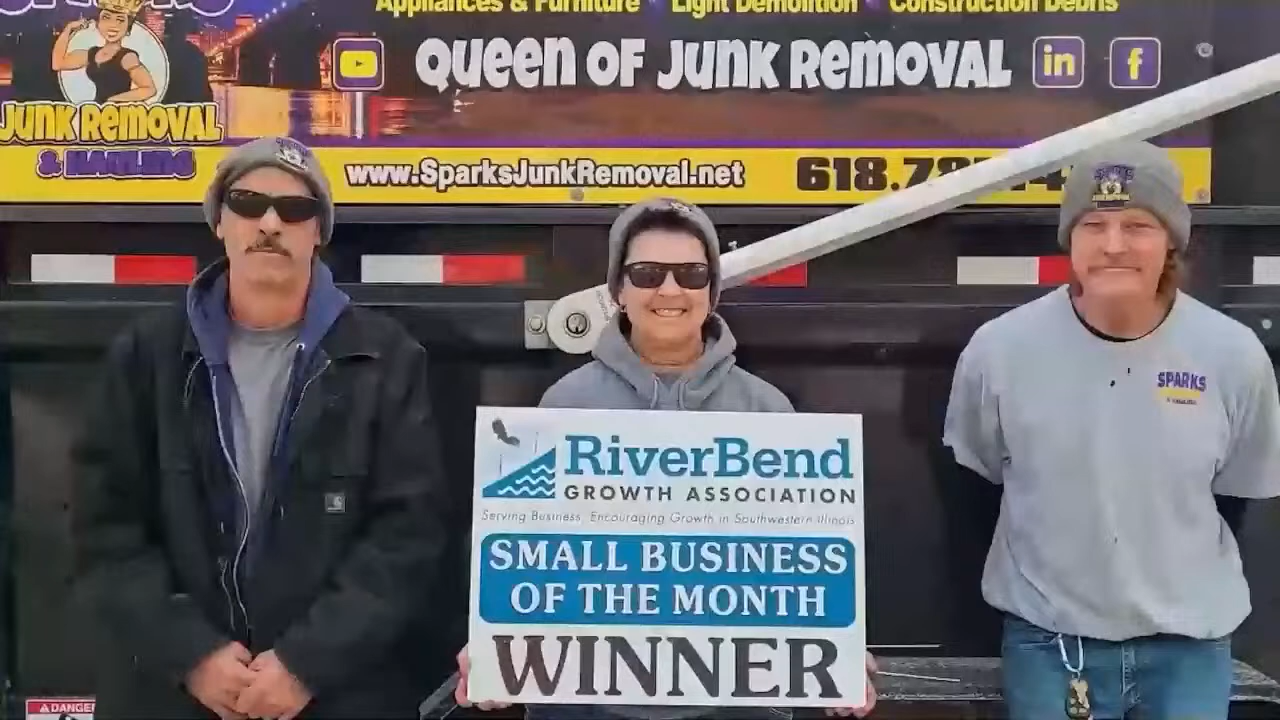 Appliances & Furniture Light Demolition Construction Debris
QUEEN OF JUNK REMOVAL
in f
JUNK REMOVAL
& HAULING
www.SparksJunkRemoval.net
SPARKS
RiverBend
GROWTH ASSOCIATION
Serving Business, Encouraging Growth in Southwestern Illinois
SMALL BUSINESS
OF THE MONTH
WINNER
DANGER